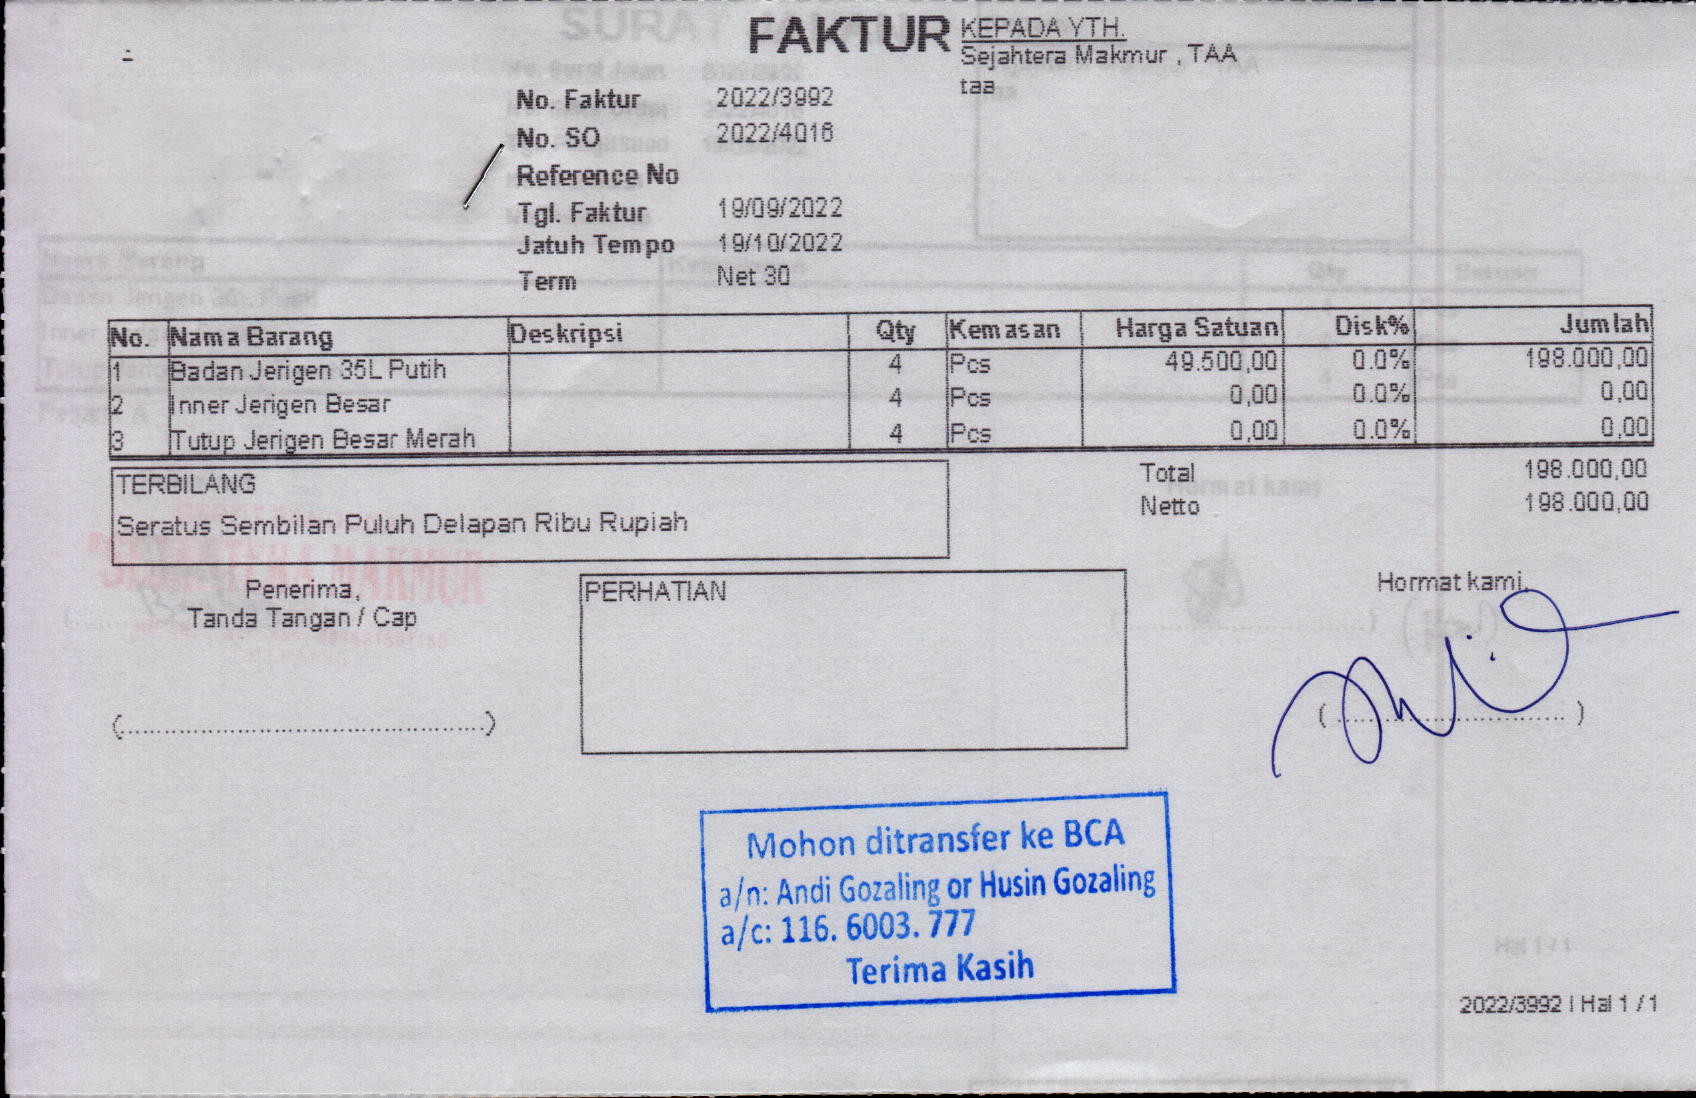 FAKTUR
KEPADA YTH.
Sejahtera Makmur , TAA
taa
No. Faktur 2022/3992
No. SO 2022/4016
Reference No
Tgl. Faktur 19/09/2022
Jatuh Tempo 19/10/2022
Term Net 30
No. Nama Barang Deskripsi Qty Kemasan Harga Satuan Disk% Jumlah
1 Badan Jerigen 35L Putih 4 Pcs 49.500,00 0.0% 198.000,00
2 Inner Jerigen Besar 4 Pcs 0,00 0.0% 0,00
3 Tutup Jerigen Besar Merah 4 Pcs 0,00 0.0% 0,00
TERBILANG
Seratus Sembilan Puluh Delapan Ribu Rupiah
Total 198.000,00
Netto 198.000,00
Penerima,
Tanda Tangan / Cap
PERHATIAN
Hormat kami,
(................................................)
( .............................. )
Mohon ditransfer ke BCA
a/n: Andi Gozaling or Husin Gozaling
a/c: 116. 6003. 777
Terima Kasih
2022/3992 | Hal 1 / 1